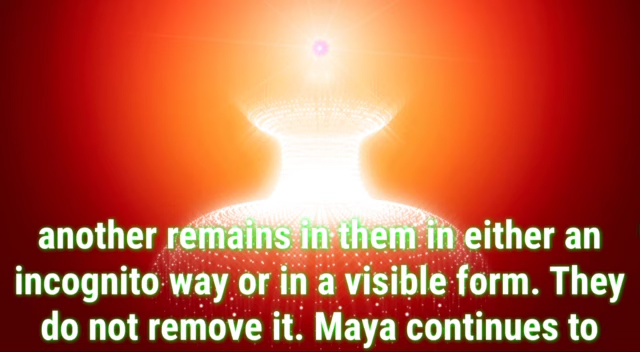 another remains in them in either an
incognito way or in a visible form. They
do not remove it. Maya continues to